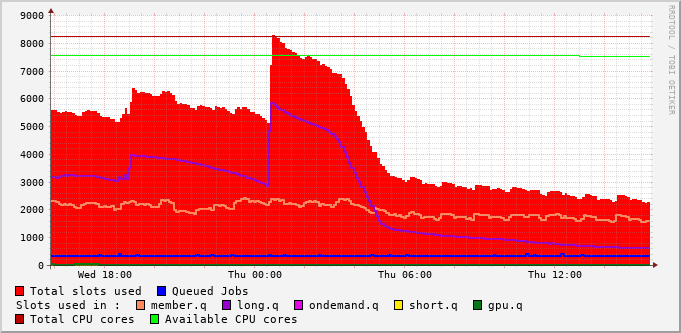 RRDTOOL / TOBI OETIKER
9000
8000
7000
6000
5000
4000
3000
2000
1000
0
Wed 18:00 Thu 00:00 Thu 06:00 Thu 12:00
Total slots used Queued Jobs
Slots used in : member.q long.q ondemand.q short.q gpu.q
Total CPU cores Available CPU cores